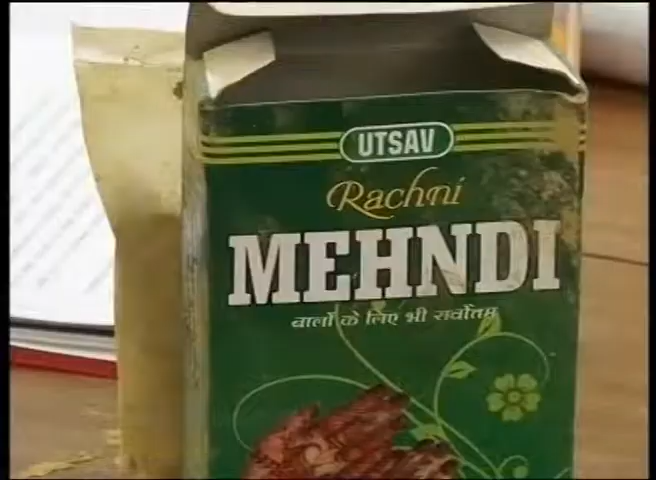 UTSAV
Rachni
MEHNDI
बालों के लिए भी सर्वोत्तम